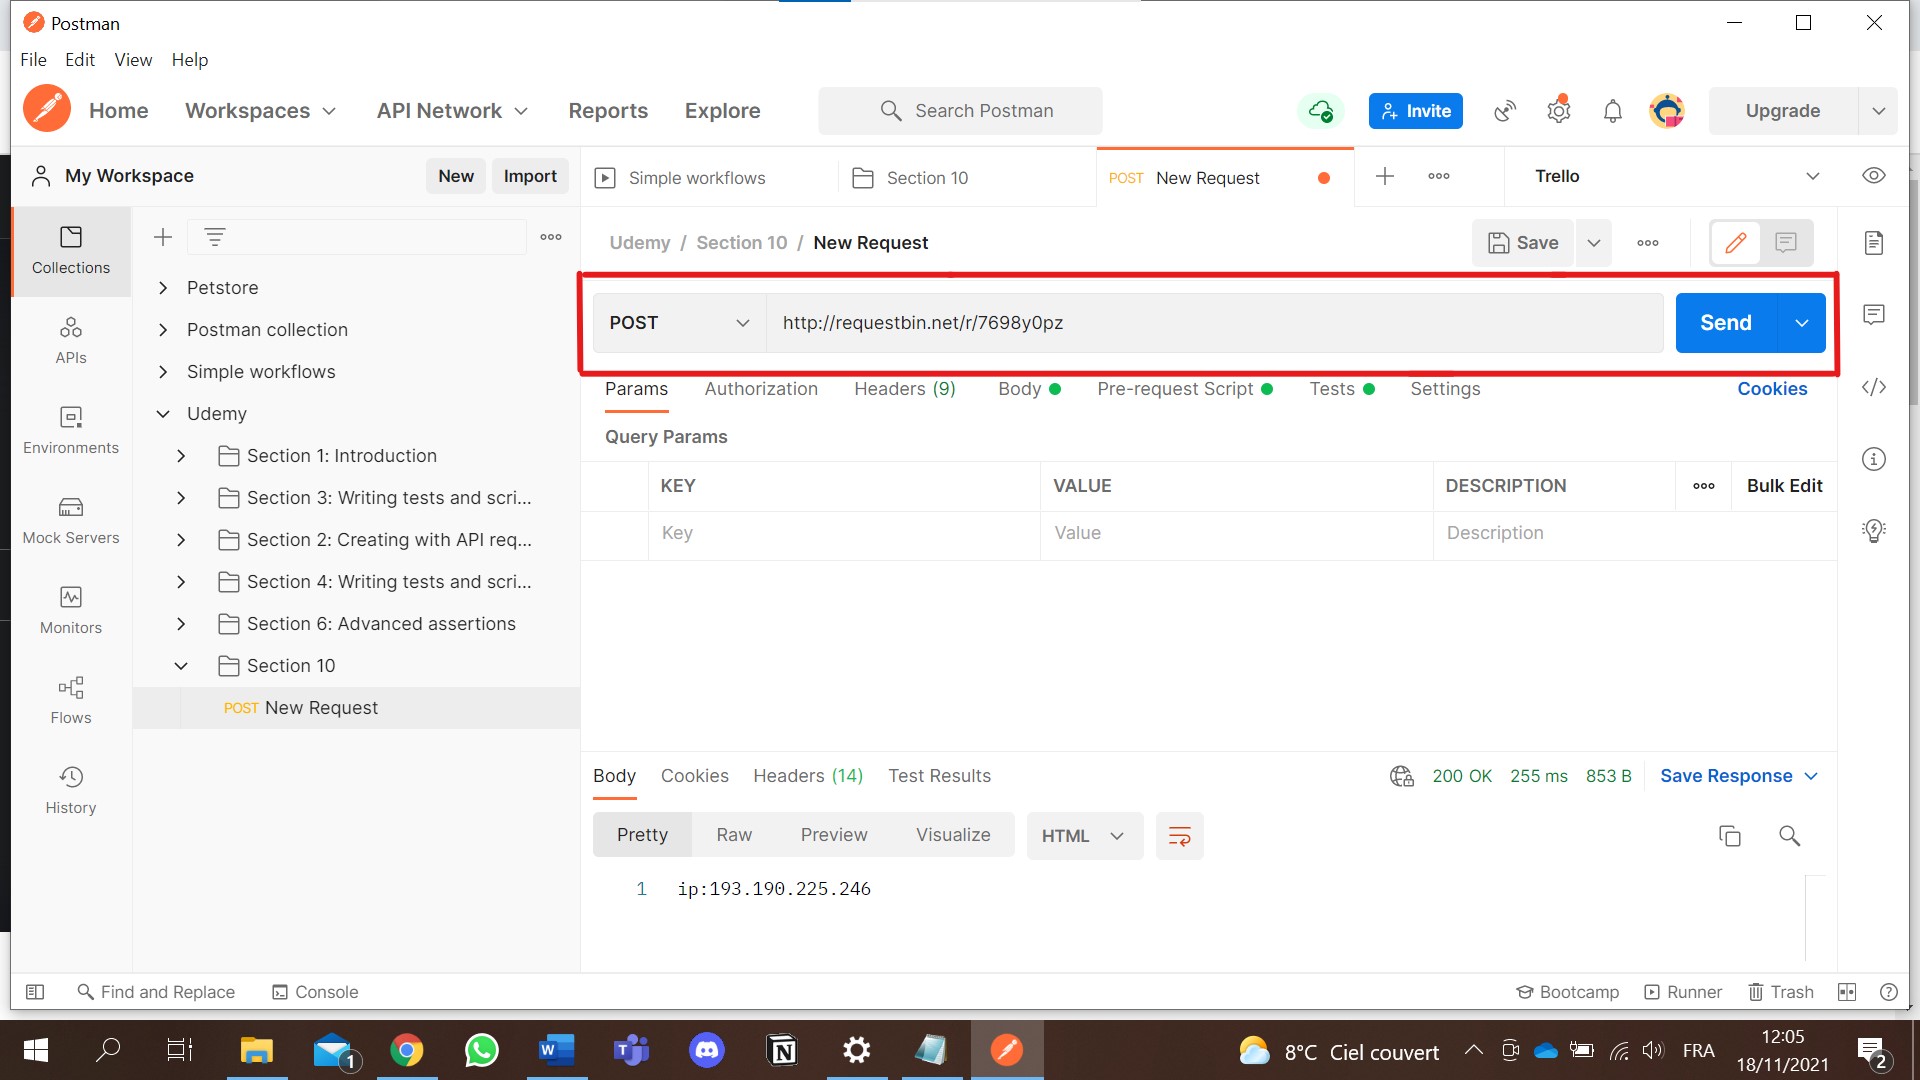 Postman
File Edit View Help
Home Workspaces API Network Reports Explore Search Postman Invite Upgrade
My Workspace New Import
Simple workflows Section 10 POST New Request Trello
Collections
APIs
Environments
Mock Servers
Monitors
Flows
History
Petstore
Postman collection
Simple workflows
Udemy
Section 1: Introduction
Section 3: Writing tests and scri...
Section 2: Creating with API req...
Section 4: Writing tests and scri...
Section 6: Advanced assertions
Section 10
POST New Request
Udemy / Section 10 / New Request Save
POST http://requestbin.net/r/7698y0pz Send
Params Authorization Headers (9) Body Pre-request Script Tests Settings Cookies
Query Params
KEY VALUE DESCRIPTION Bulk Edit
Key Value Description
Body Cookies Headers (14) Test Results 200 OK 255 ms 853 B Save Response
Pretty Raw Preview Visualize HTML
1 ip:193.190.225.246
Find and Replace Console Bootcamp Runner Trash
1 8°C Ciel couvert FRA 12:05
18/11/2021 2